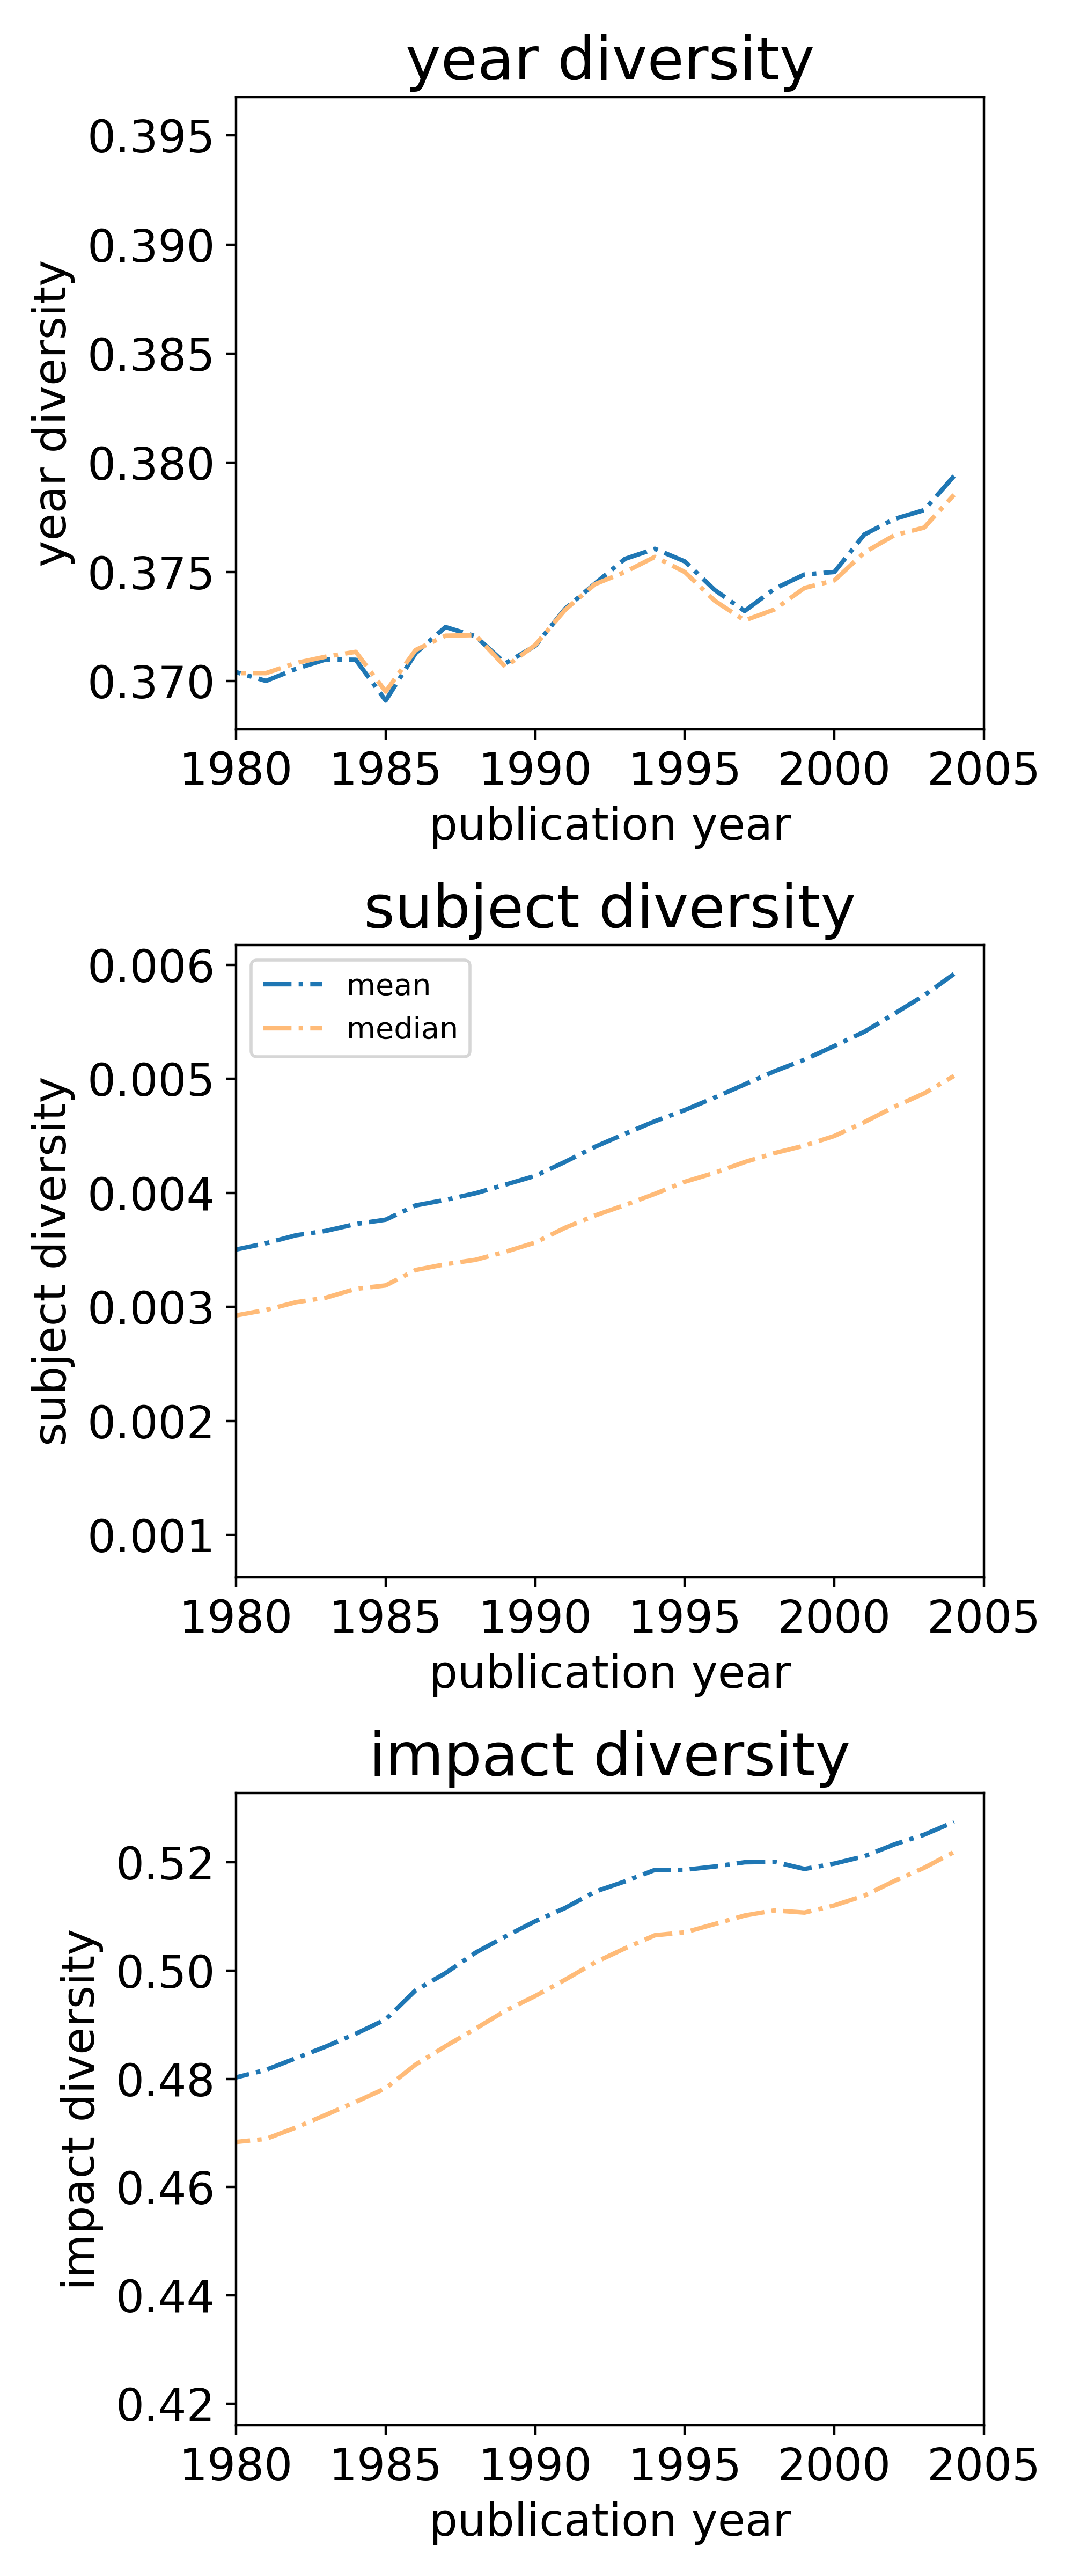 year diversity
0.395
0.390
0.385
0.380
0.375
0.370
year diversity
1980 1985 1990 1995 2000 2005
publication year
subject diversity
0.006
0.005
0.004
0.003
0.002
0.001
subject diversity
mean
median
1980 1985 1990 1995 2000 2005
publication year
impact diversity
0.52
0.50
0.48
0.46
0.44
0.42
impact diversity
1980 1985 1990 1995 2000 2005
publication year